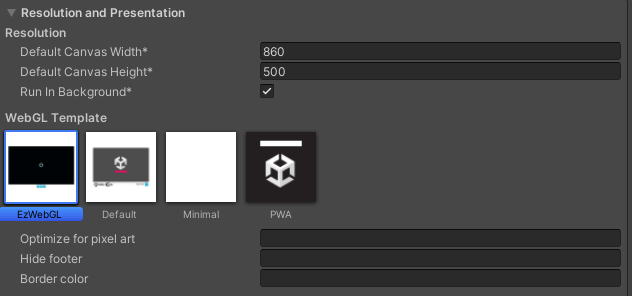 Resolution and Presentation
Resolution
Default Canvas Width* 860
Default Canvas Height* 500
Run In Background*
WebGL Template
EzWebGL Default Minimal PWA
Optimize for pixel art
Hide footer
Border color